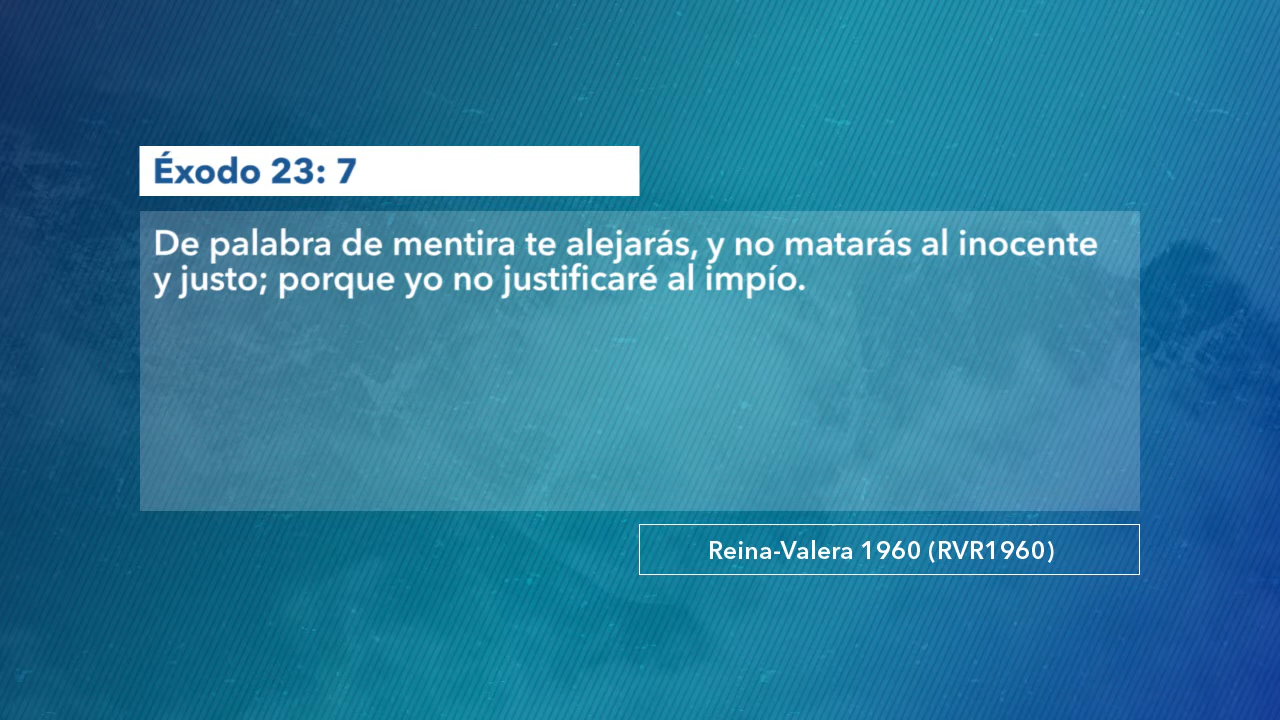 Éxodo 23: 7
De palabra de mentira te alejarás, y no matarás al inocente
y justo; porque yo no justificaré al impío.
Reina-Valera 1960 (RVR1960)